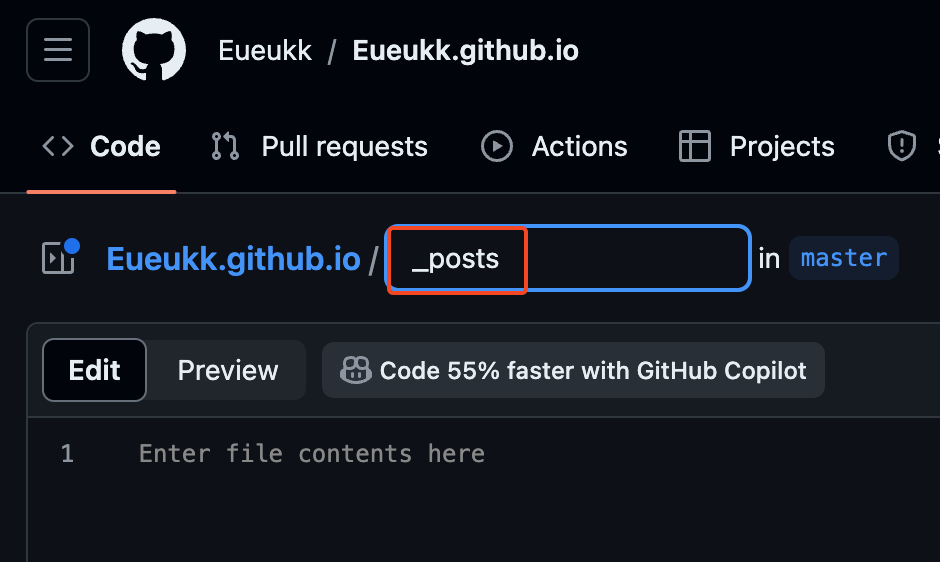 Eueukk / Eueukk.github.io
<> Code Pull requests Actions Projects
Eueukk.github.io / _posts in master
Edit Preview Code 55% faster with GitHub Copilot
1 Enter file contents here